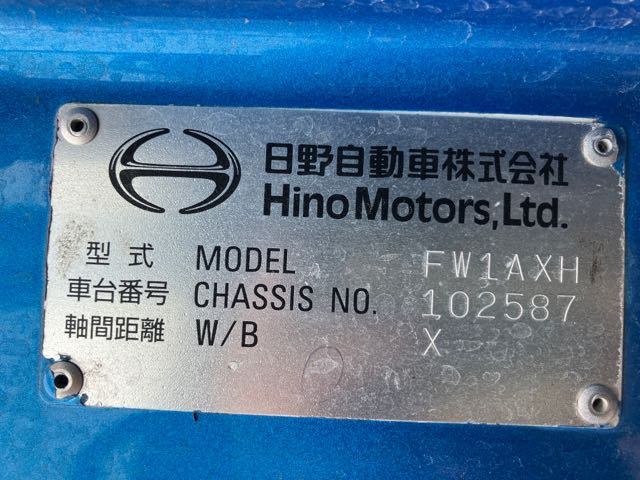 日野自動車株式会社
Hino Motors, Ltd.
型式 MODEL FW1AXH
車台番号 CHASSIS NO. 102587
軸間距離 W/B X